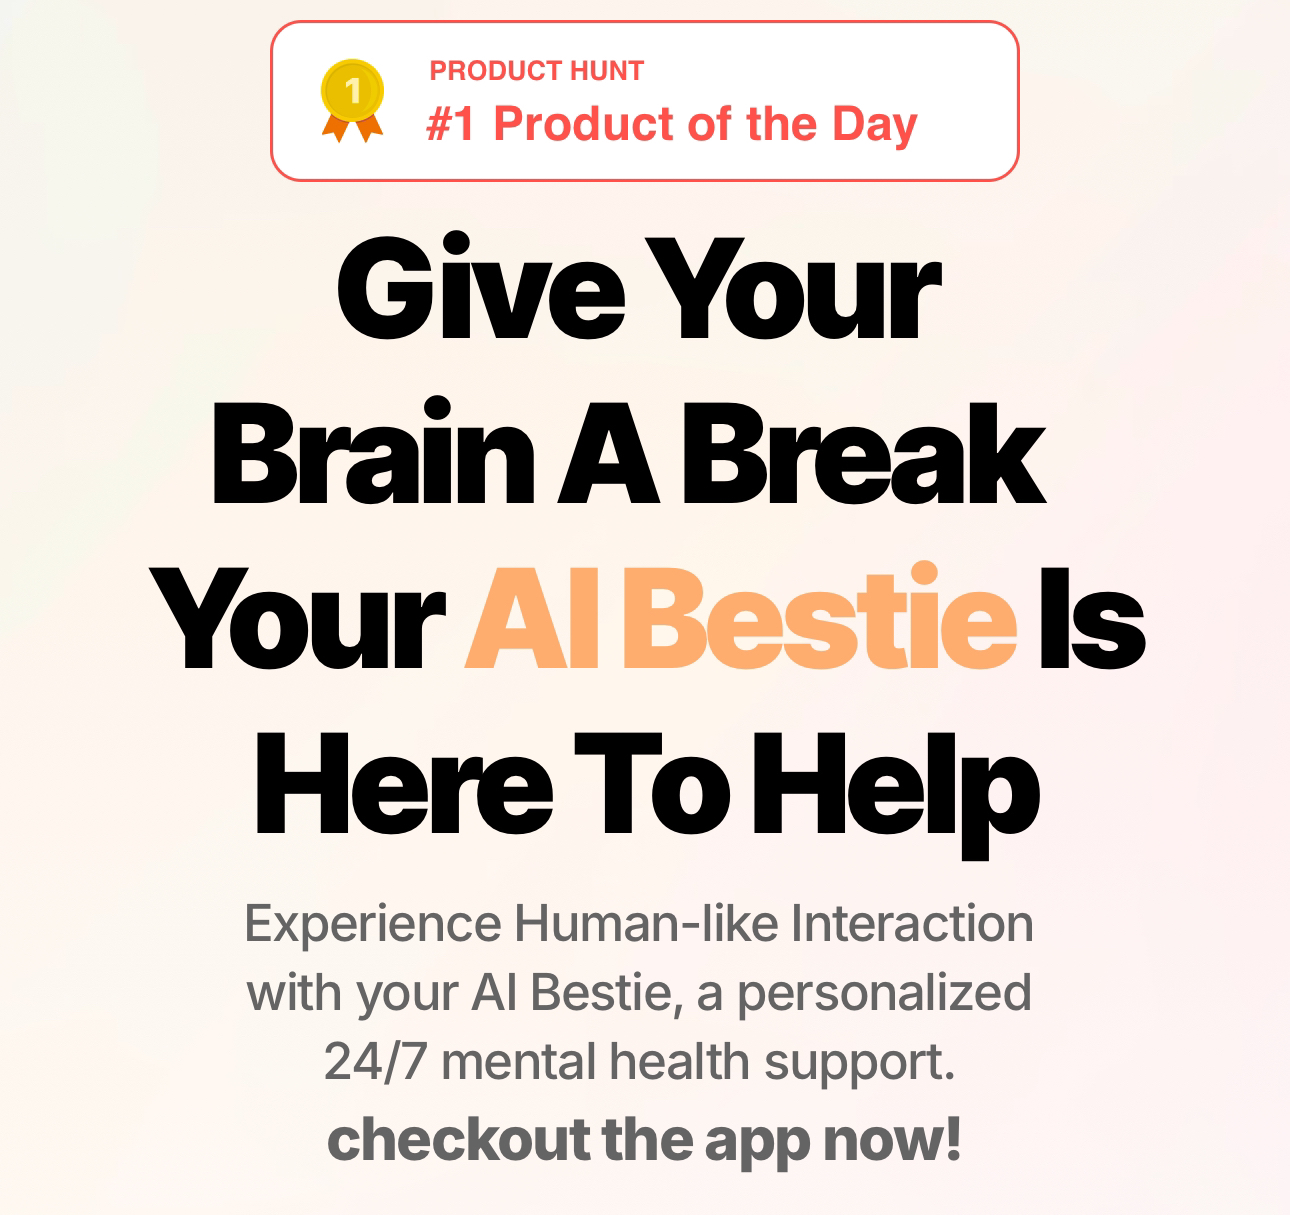 1
PRODUCT HUNT
#1 Product of the Day
Give Your
Brain A Break
Your AI Bestie Is
Here To Help
Experience Human-like Interaction
with your AI Bestie, a personalized
24/7 mental health support.
checkout the app now!